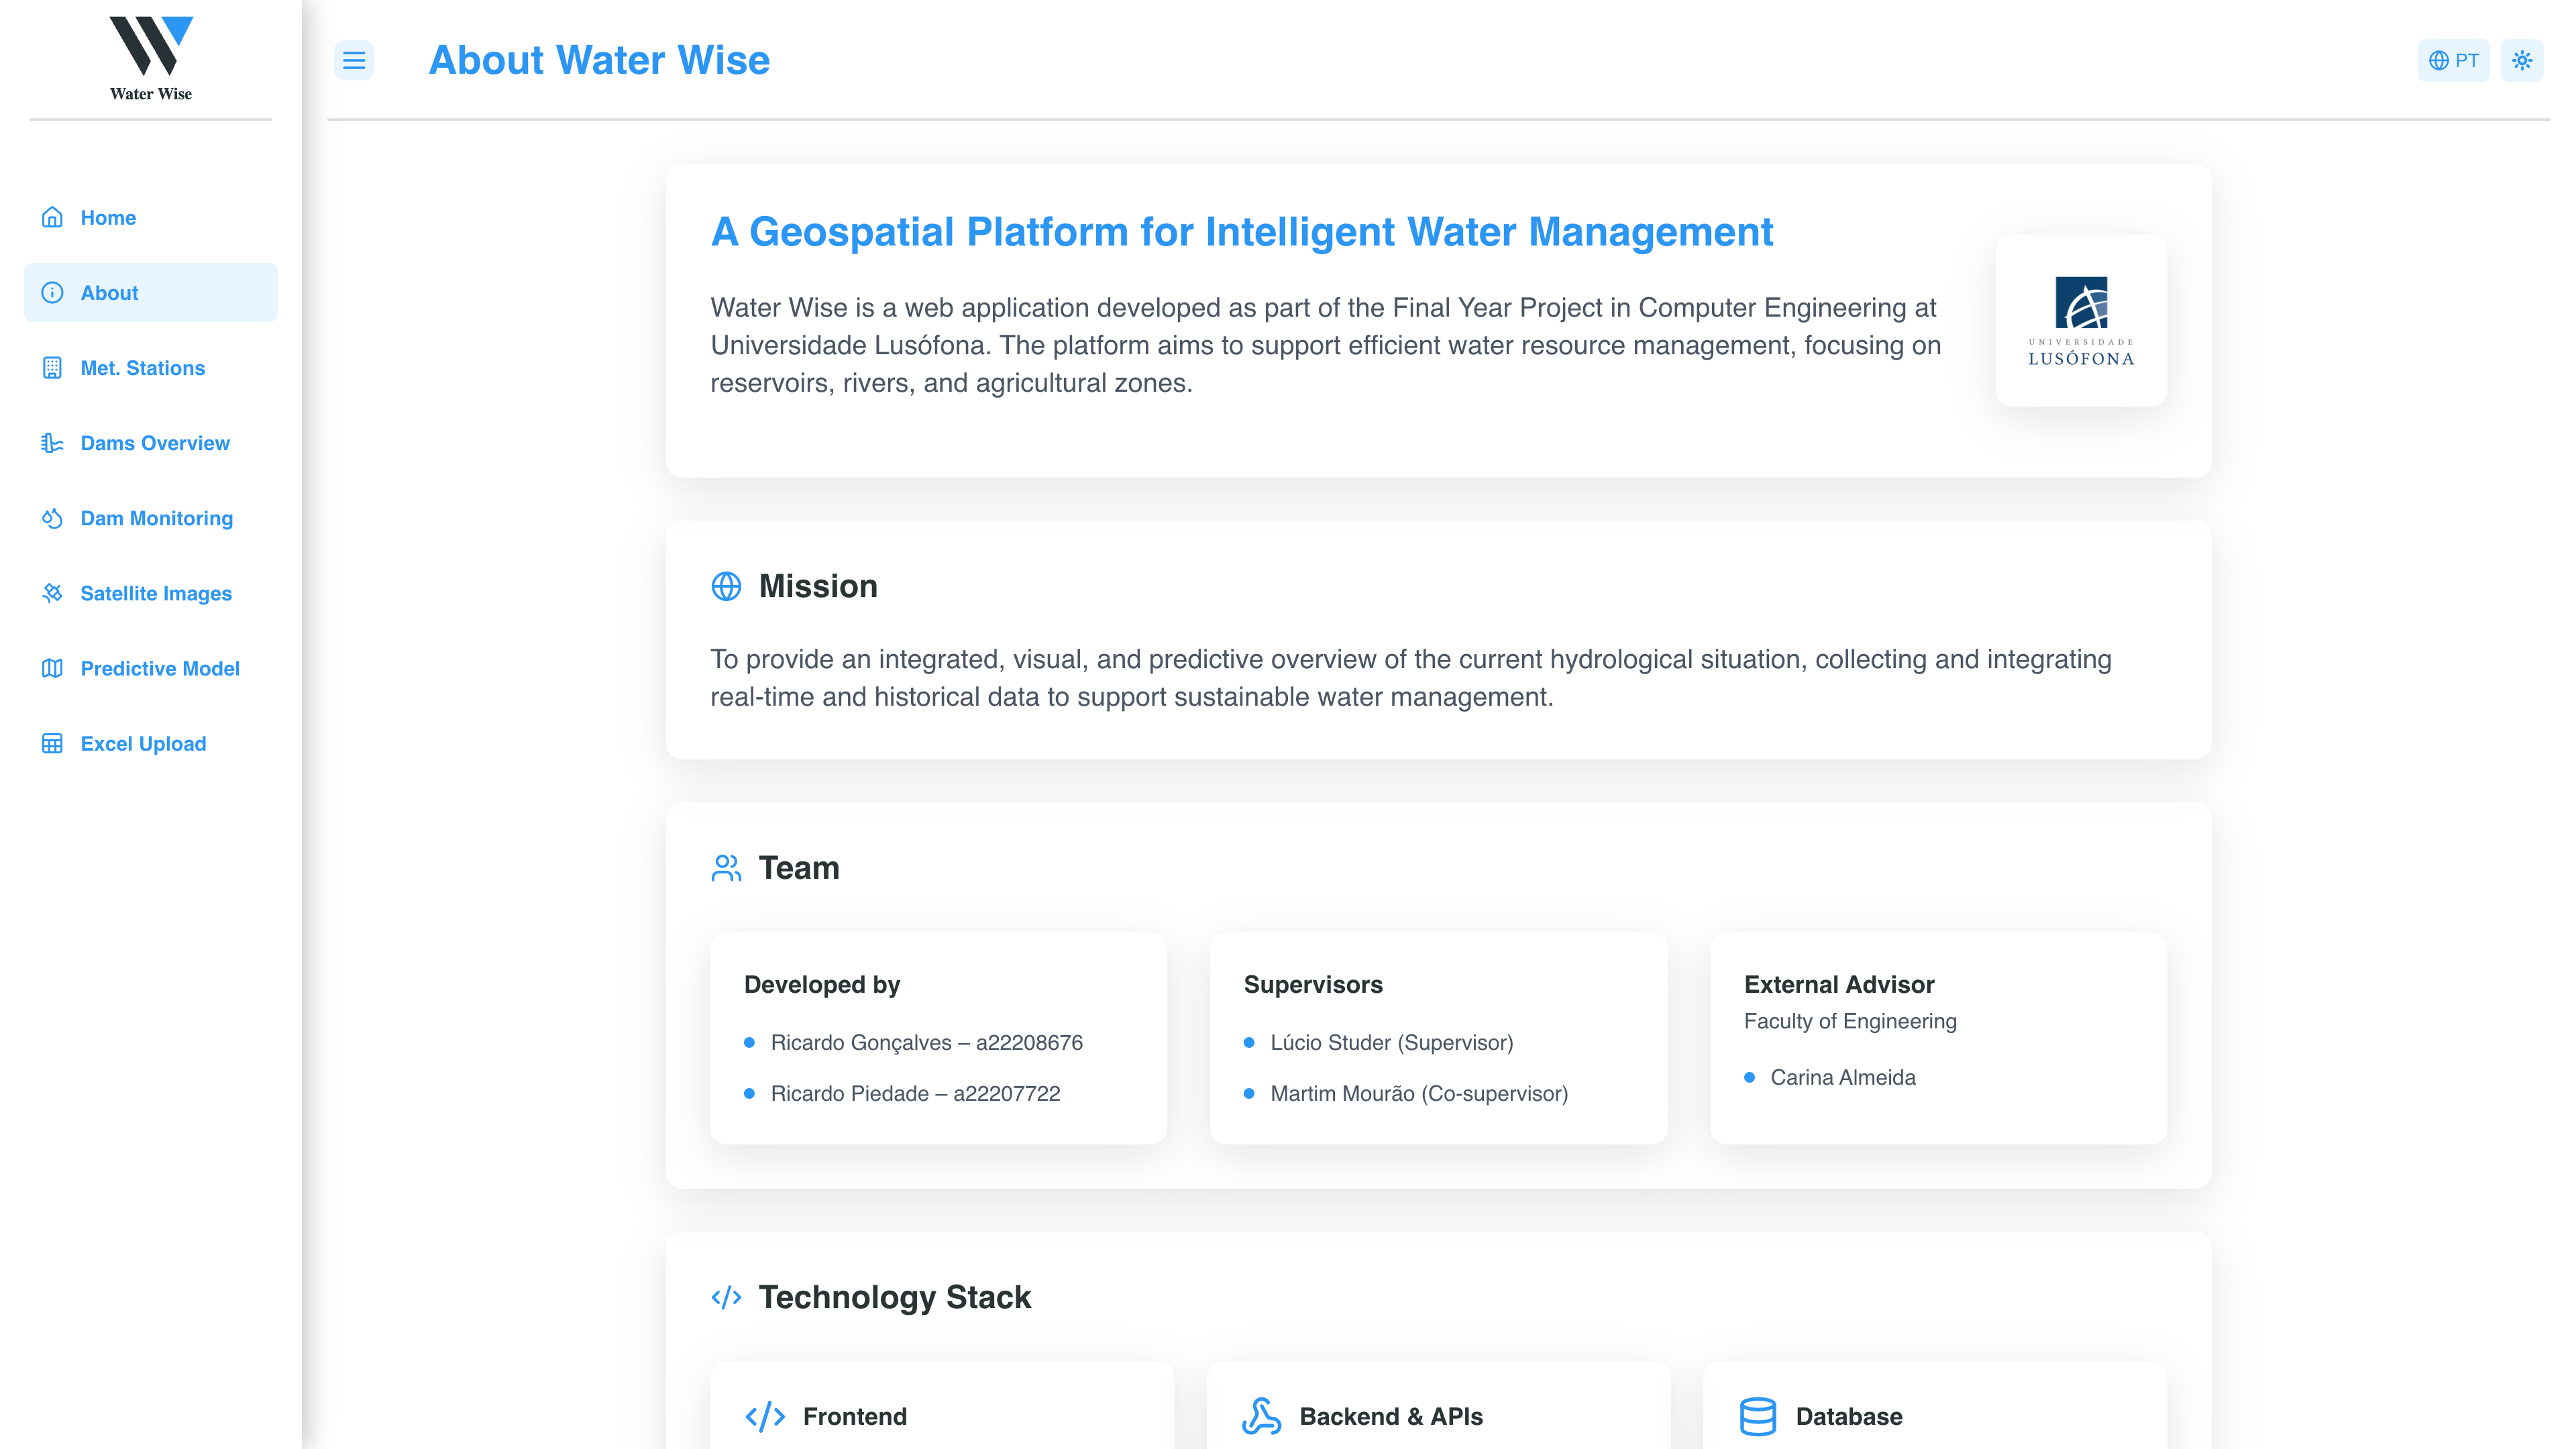 Water Wise
Home
About
Met. Stations
Dams Overview
Dam Monitoring
Satellite Images
Predictive Model
Excel Upload
About Water Wise
PT
A Geospatial Platform for Intelligent Water Management
Water Wise is a web application developed as part of the Final Year Project in Computer Engineering at
Universidade Lusófona. The platform aims to support efficient water resource management, focusing on
reservoirs, rivers, and agricultural zones.
UNIVERSIDADE
LUSÓFONA
Mission
To provide an integrated, visual, and predictive overview of the current hydrological situation, collecting and integrating
real-time and historical data to support sustainable water management.
Team
Developed by
Ricardo Gonçalves – a22208676
Ricardo Piedade – a22207722
Supervisors
Lúcio Studer (Supervisor)
Martim Mourão (Co-supervisor)
External Advisor
Faculty of Engineering
Carina Almeida
Technology Stack
Frontend
Backend & APIs
Database